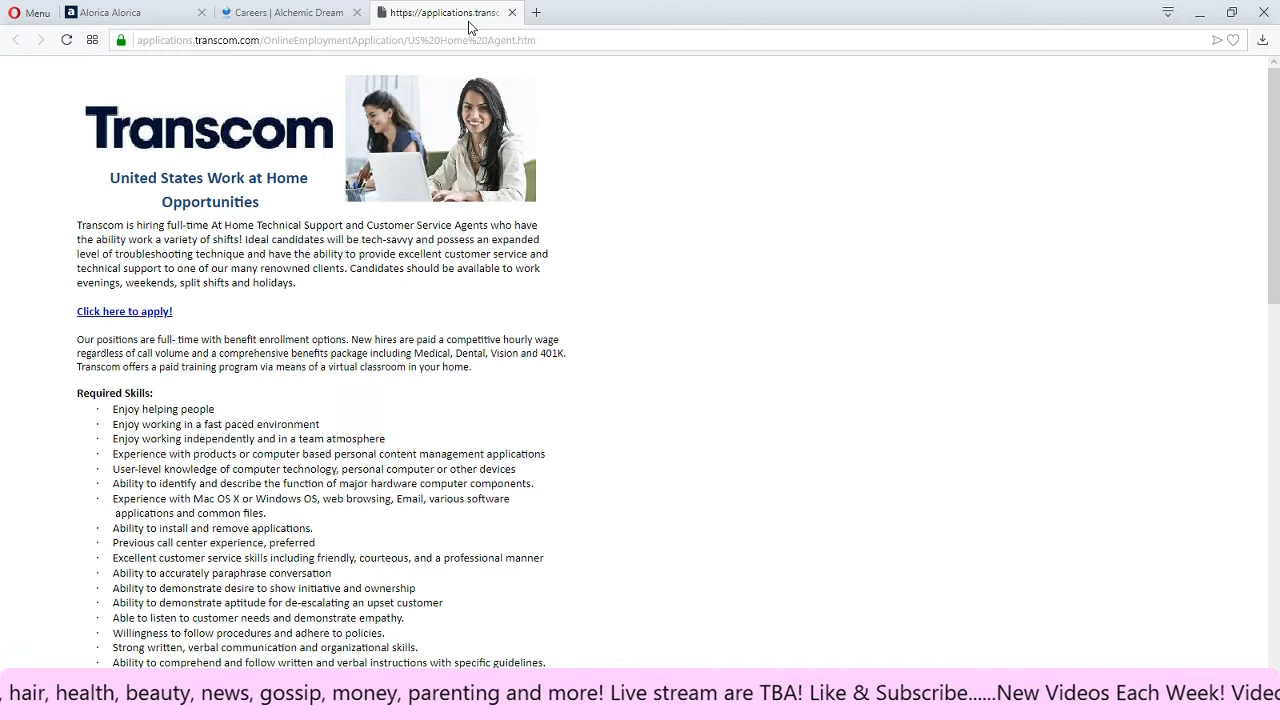 Menu
Alorica Alorica
Careers | Alchemic Dream
https://applications.transc
applications.transcom.com/OnlineEmploymentApplication/US%20Home%20Agent.htm
Transcom
United States Work at Home
Opportunities
Transcom is hiring full-time At Home Technical Support and Customer Service Agents who have
the ability work a variety of shifts! Ideal candidates will be tech-savvy and possess an expanded
level of troubleshooting technique and have the ability to provide excellent customer service and
technical support to one of our many renowned clients. Candidates should be available to work
evenings, weekends, split shifts and holidays.
Click here to apply!
Our positions are full- time with benefit enrollment options. New hires are paid a competitive hourly wage
regardless of call volume and a comprehensive benefits package including Medical, Dental, Vision and 401K.
Transcom offers a paid training program via means of a virtual classroom in your home.
Required Skills:
· Enjoy helping people
· Enjoy working in a fast paced environment
· Enjoy working independently and in a team atmosphere
· Experience with products or computer based personal content management applications
· User-level knowledge of computer technology, personal computer or other devices
· Ability to identify and describe the function of major hardware computer components.
· Experience with Mac OS X or Windows OS, web browsing, Email, various software
applications and common files.
· Ability to install and remove applications.
· Previous call center experience, preferred
· Excellent customer service skills including friendly, courteous, and a professional manner
· Ability to accurately paraphrase conversation
· Ability to demonstrate desire to show initiative and ownership
· Ability to demonstrate aptitude for de-escalating an upset customer
· Able to listen to customer needs and demonstrate empathy.
· Willingness to follow procedures and adhere to policies.
· Strong written, verbal communication and organizational skills.
· Ability to comprehend and follow written and verbal instructions with specific guidelines.
, hair, health, beauty, news, gossip, money, parenting and more! Live stream are TBA! Like & Subscribe......New Videos Each Week! Video